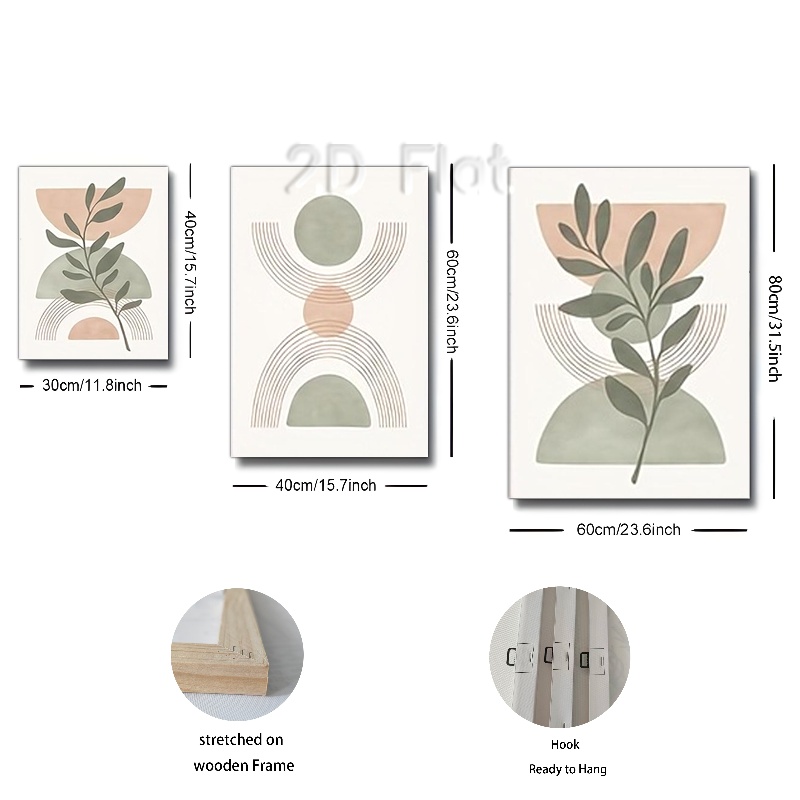 2D Flat
40cm/15.7inch
30cm/11.8inch
60cm/23.6inch
40cm/15.7inch
80cm/31.5inch
60cm/23.6inch
stretched on
wooden Frame
Hook
Ready to Hang